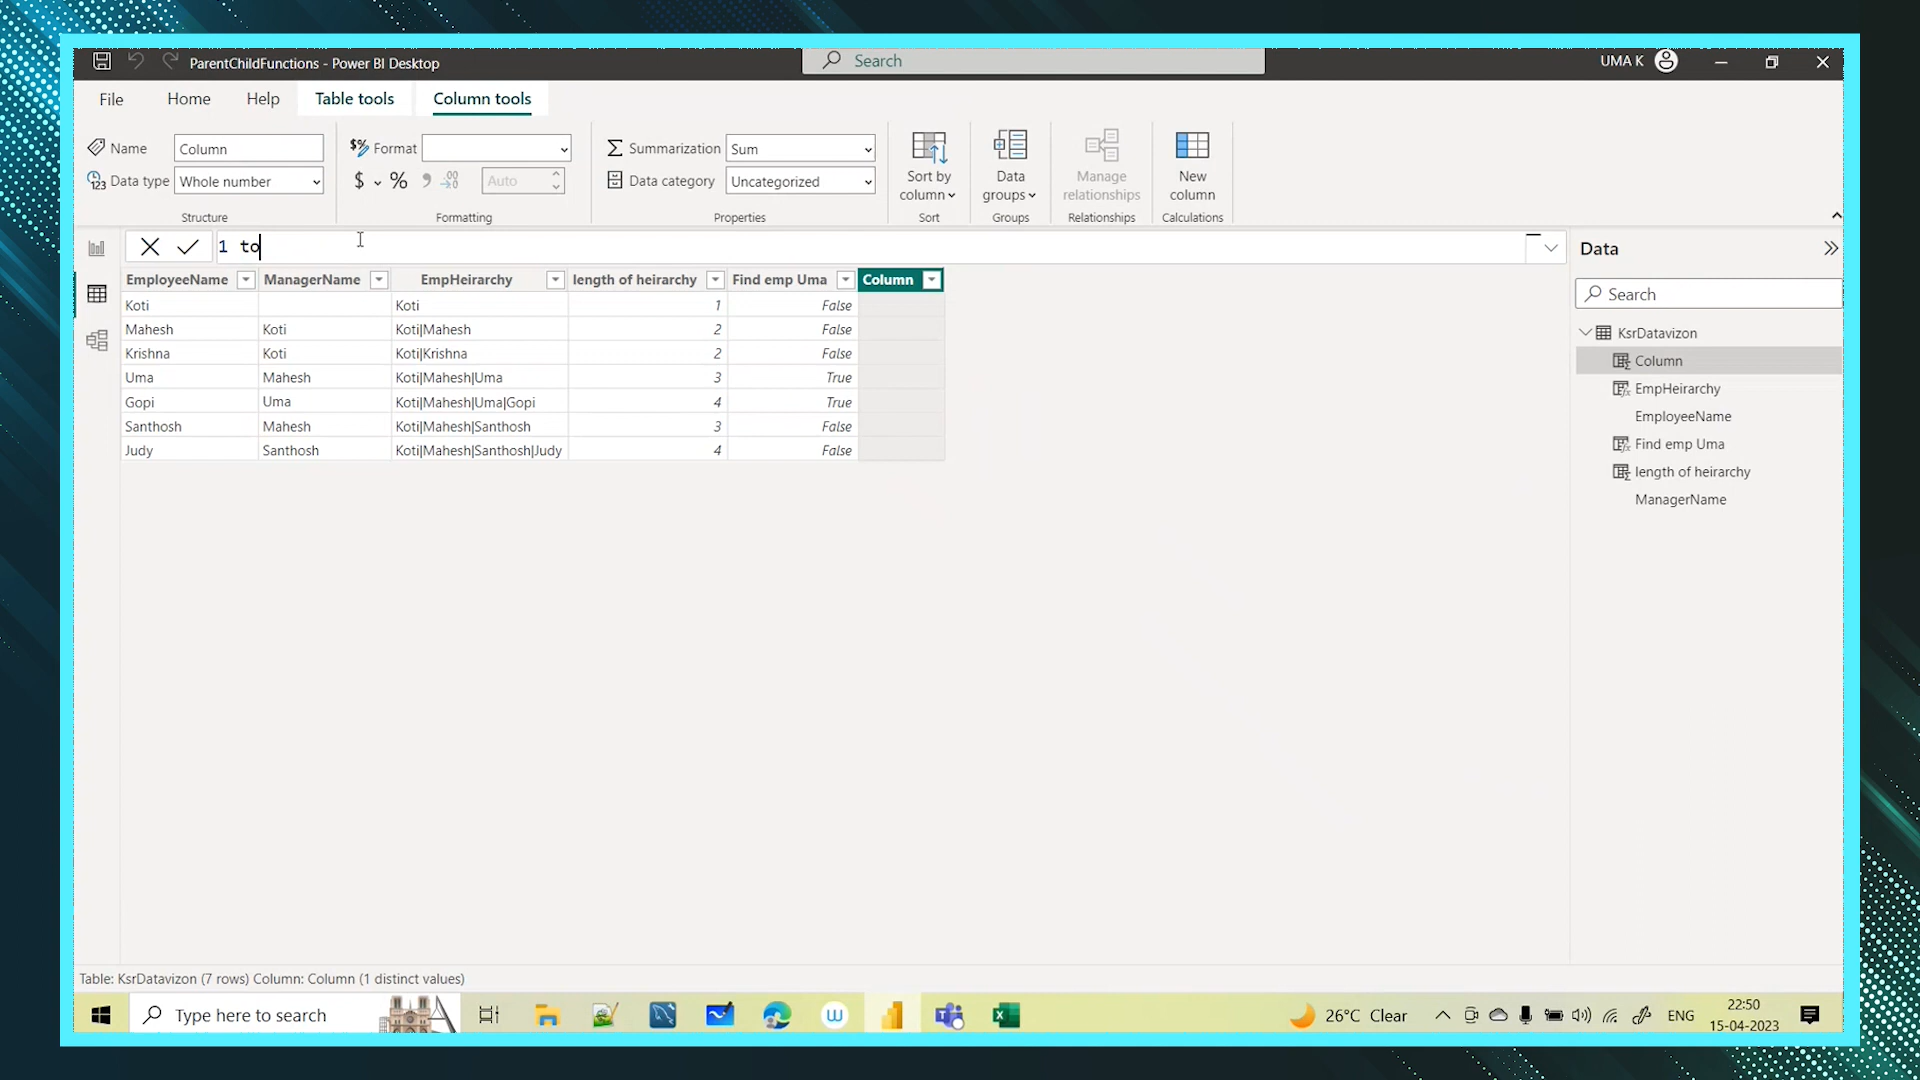 ParentChildFunctions - Power BI Desktop
Search
UMA K
File
Home
Help
Table tools
Column tools
Name
Column
Data type
Whole number
Structure
Format
$
%
Auto
Formatting
Summarization
Sum
Data category
Uncategorized
Properties
Sort by
column
Sort
Data
groups
Groups
Manage
relationships
Relationships
New
column
Calculations
1 to
EmployeeName ManagerName EmpHeirarchy length of heirarchy Find emp Uma Column
Koti Koti 1 False
Mahesh Koti Koti|Mahesh 2 False
Krishna Koti Koti|Krishna 2 False
Uma Mahesh Koti|Mahesh|Uma 3 True
Gopi Uma Koti|Mahesh|Uma|Gopi 4 True
Santhosh Mahesh Koti|Mahesh|Santhosh 3 False
Judy Santhosh Koti|Mahesh|Santhosh|Judy 4 False
Data
Search
KsrDatavizon
Column
EmpHeirarchy
EmployeeName
Find emp Uma
length of heirarchy
ManagerName
Table: KsrDatavizon (7 rows) Column: Column (1 distinct values)
Type here to search
26°C Clear
ENG
22:50
15-04-2023